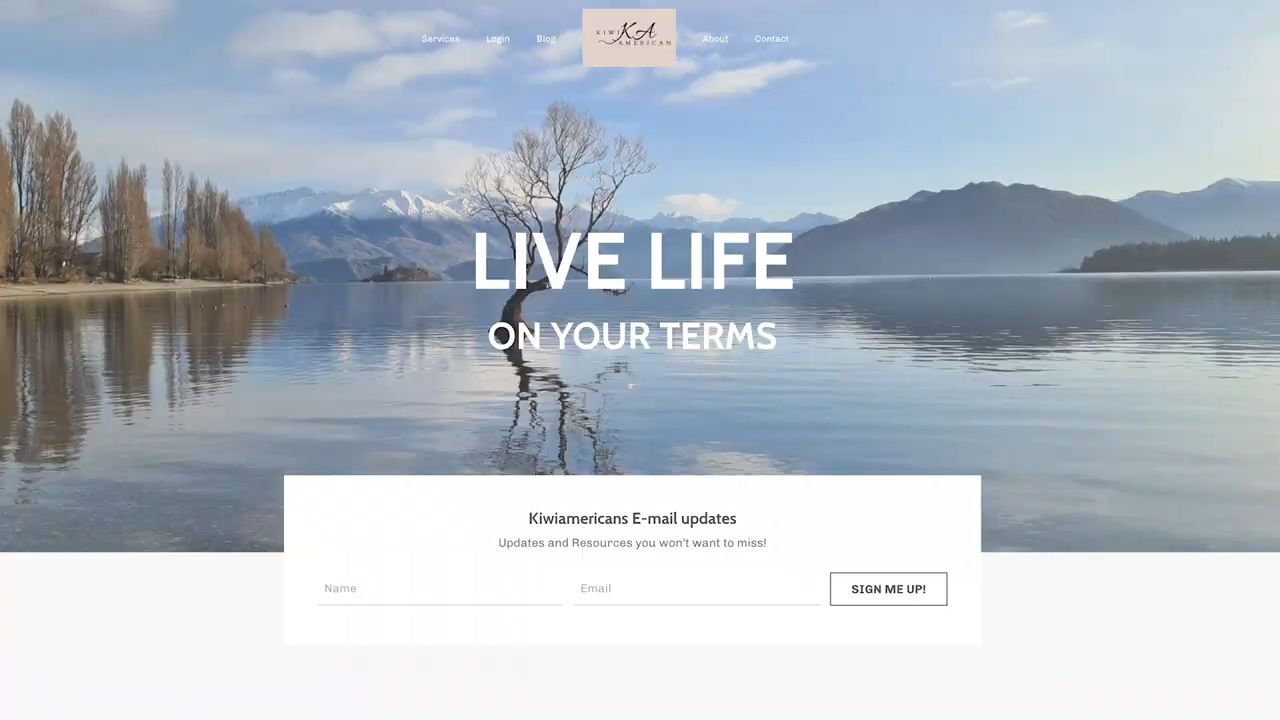 Services
Login
Blog
KIWI KA AMERICAN
About
Contact
LIVE LIFE
ON YOUR TERMS
Kiwiamericans E-mail updates
Updates and Resources you won't want to miss!
Name
Email
SIGN ME UP!